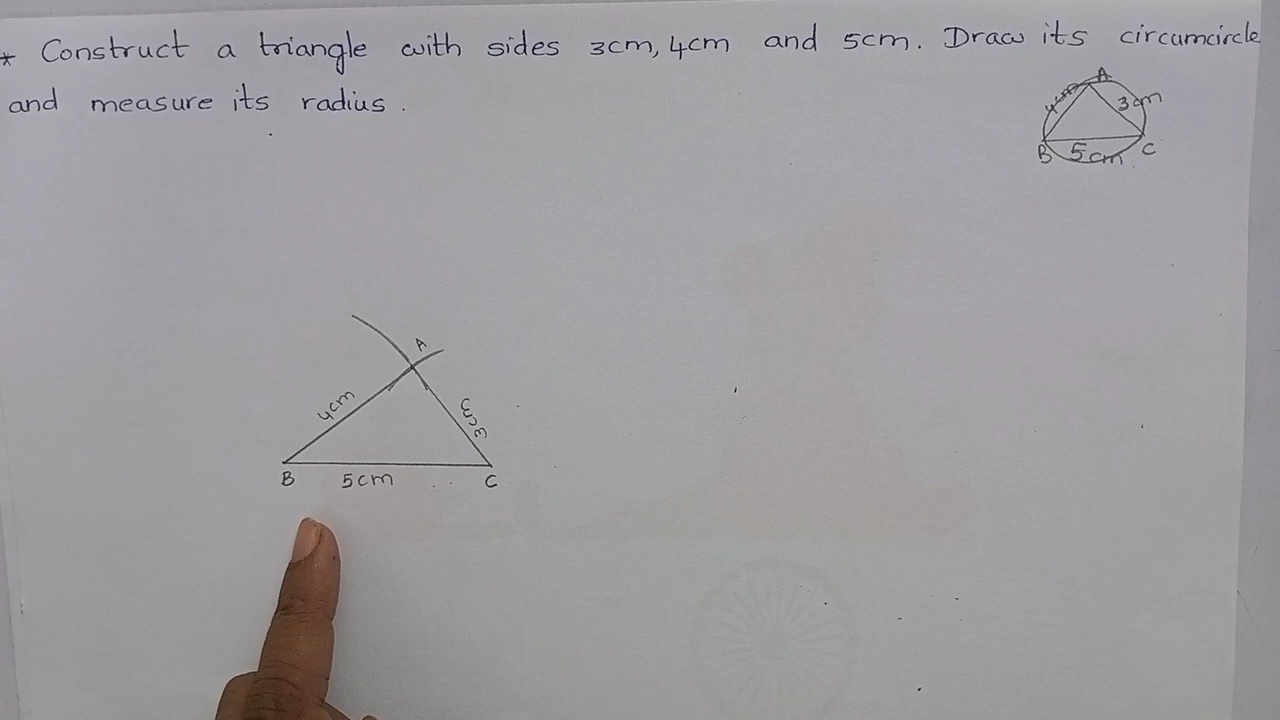 * Construct a triangle with sides 3cm, 4cm and 5cm. Draw its circumcircle
and measure its radius.
A
4cm 3cm
B 5cm C
A
4cm 3cm
B 5cm C